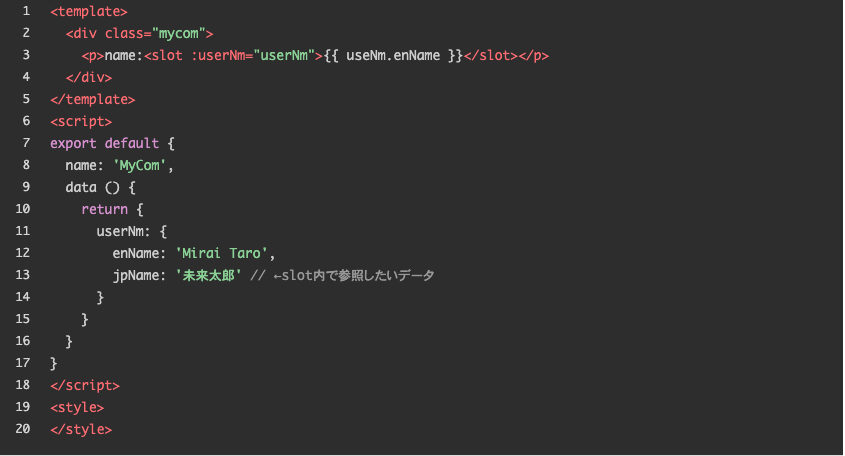 1 <template>
2   <div class="mycom">
3     <p>name:<slot :userNm="userNm">{{ useNm.enName }}</slot></p>
4   </div>
5 </template>
6 <script>
7 export default {
8   name: 'MyCom',
9   data () {
10     return {
11       userNm: {
12         enName: 'Mirai Taro',
13         jpName: '未来太郎' // ←slot内で参照したいデータ
14       }
15     }
16   }
17 }
18 </script>
19 <style>
20 </style>